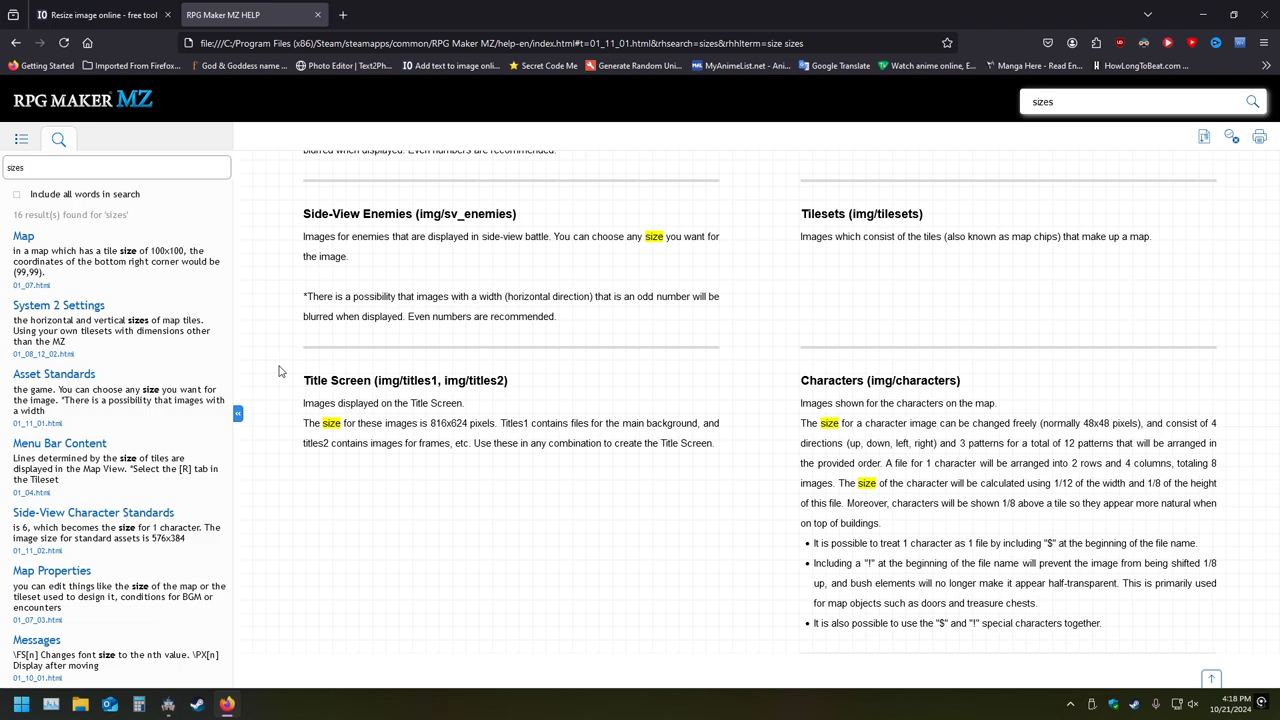 Resize image online - free tool
RPG Maker MZ HELP
file:///C:/Program Files (x86)/Steam/steamapps/common/RPG Maker MZ/help-en/index.html#t=01_11_01.html&rhsearch=sizes&rhhlterm=size sizes
Getting Started
Imported From Firefox...
God & Goddess name ...
Photo Editor | Text2Ph...
Add text to image onli...
Secret Code Me
Generate Random Uni...
MyAnimeList.net - Ani...
Google Translate
Watch anime online, E...
Manga Here - Read En...
HowLongToBeat.com ...
RPG MAKER MZ
sizes
sizes
Include all words in search
16 result(s) found for 'sizes'
Map
in a map which has a tile size of 100x100, the
coordinates of the bottom right corner would be
(99,99).
01_07.html
System 2 Settings
the horizontal and vertical sizes of map tiles.
Using your own tilesets with dimensions other
than the MZ
01_08_12_02.html
Asset Standards
the game. You can choose any size you want for
the image. *There is a possibility that images with
a width
01_11_01.html
Menu Bar Content
Lines determined by the size of tiles are
displayed in the Map View. *Select the [R] tab in
the Tileset
01_04.html
Side-View Character Standards
is 6, which becomes the size for 1 character. The
image size for standard assets is 576x384
01_11_02.html
Map Properties
you can edit things like the size of the map or the
tileset used to design it, conditions for BGM or
encounters
01_07_03.html
Messages
\FS[n] Changes font size to the nth value. \PX[n]
Display after moving
01_10_01.html
blurred when displayed. Even numbers are recommended.
Side-View Enemies (img/sv_enemies)
Images for enemies that are displayed in side-view battle. You can choose any size you want for
the image.
*There is a possibility that images with a width (horizontal direction) that is an odd number will be
blurred when displayed. Even numbers are recommended.
Tilesets (img/tilesets)
Images which consist of the tiles (also known as map chips) that make up a map.
Title Screen (img/titles1, img/titles2)
Images displayed on the Title Screen.
The size for these images is 816x624 pixels. Titles1 contains files for the main background, and
titles2 contains images for frames, etc. Use these in any combination to create the Title Screen.
Characters (img/characters)
Images shown for the characters on the map.
The size for a character image can be changed freely (normally 48x48 pixels), and consist of 4
directions (up, down, left, right) and 3 patterns for a total of 12 patterns that will be arranged in
the provided order. A file for 1 character will be arranged into 2 rows and 4 columns, totaling 8
images. The size of the character will be calculated using 1/12 of the width and 1/8 of the height
of this file. Moreover, characters will be shown 1/8 above a tile so they appear more natural when
on top of buildings.
• It is possible to treat 1 character as 1 file by including "$" at the beginning of the file name.
• Including a "!" at the beginning of the file name will prevent the image from being shifted 1/8
up, and bush elements will no longer make it appear half-transparent. This is primarily used
for map objects such as doors and treasure chests.
• It is also possible to use the "$" and "!" special characters together.
4:18 PM
10/21/2024